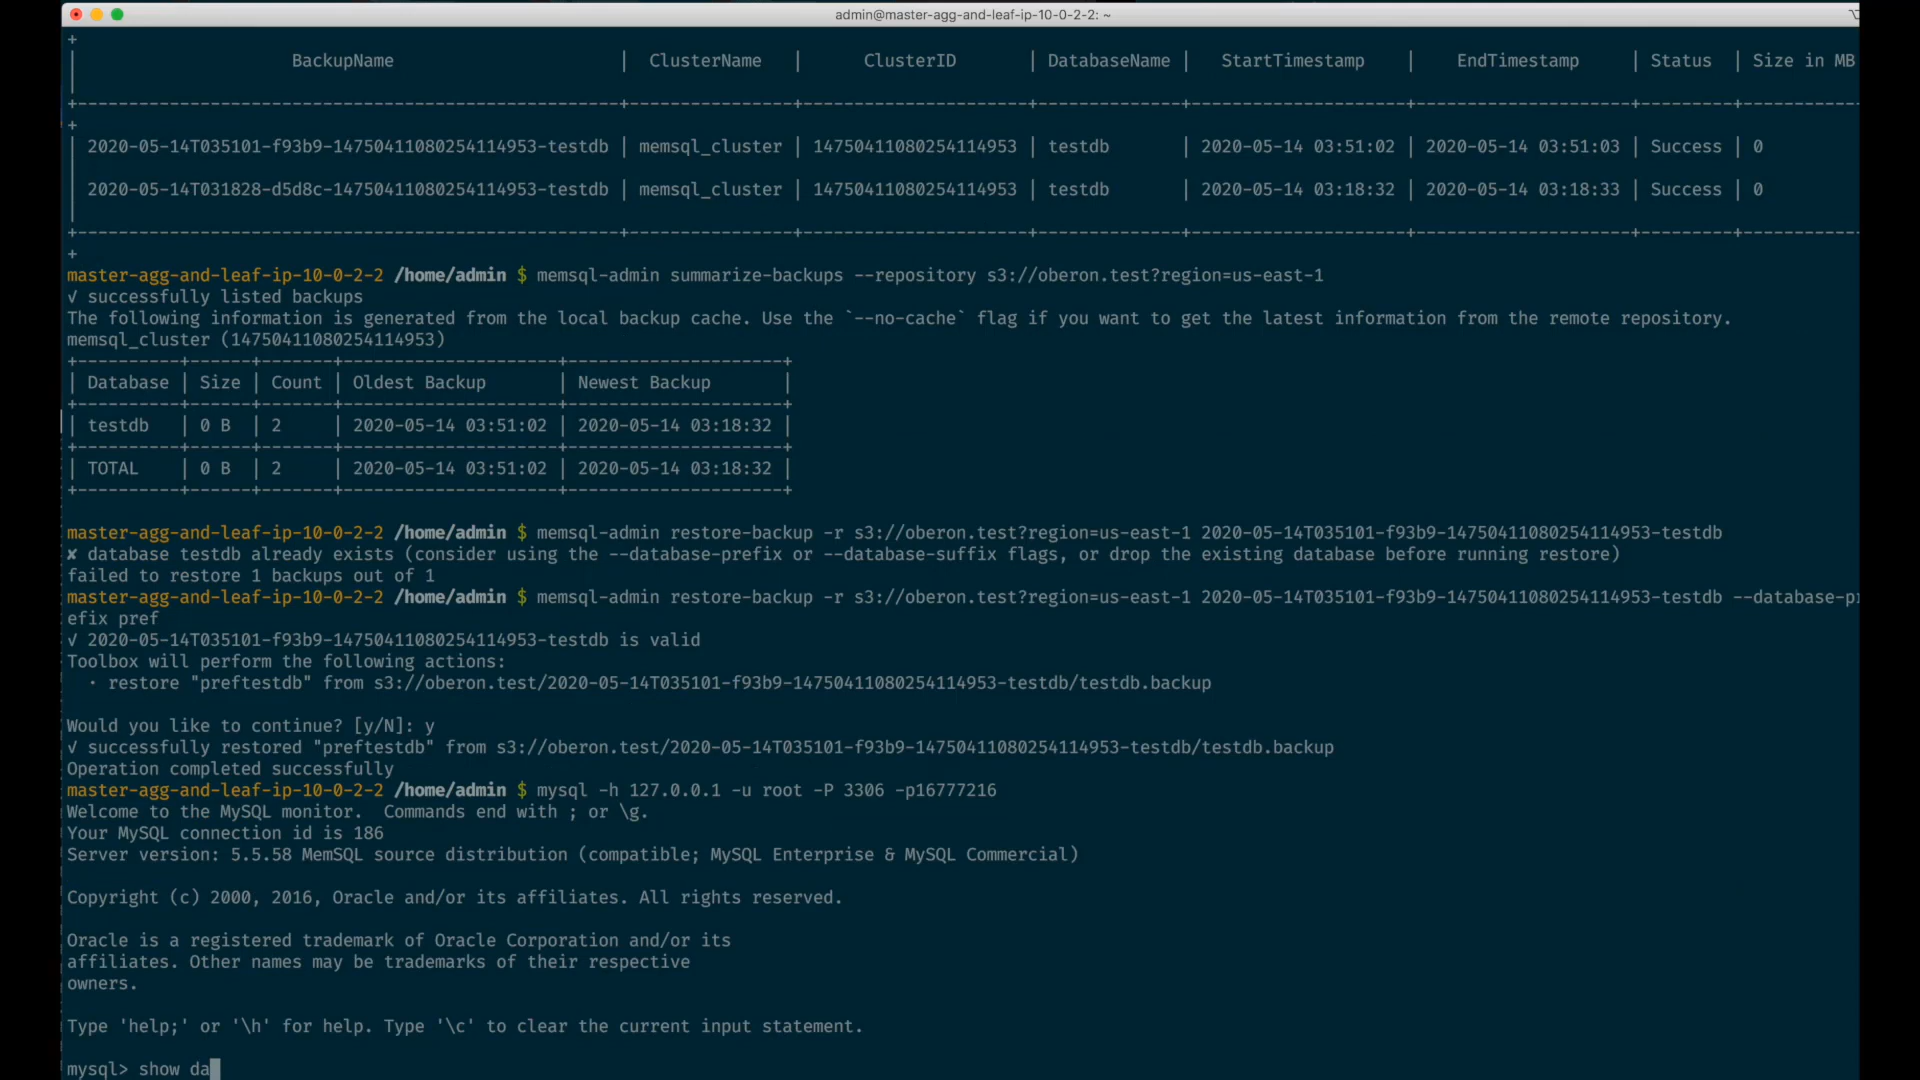 admin@master-agg-and-leaf-ip-10-0-2-2: ~
+
| BackupName | ClusterName | ClusterID | DatabaseName | StartTimestamp | EndTimestamp | Status | Size in MB
|
+-----------------------------------------------------+----------------+----------------------+--------------+---------------------+---------------------+---------+-----------
+
| 2020-05-14T035101-f93b9-14750411080254114953-testdb | memsql_cluster | 14750411080254114953 | testdb | 2020-05-14 03:51:02 | 2020-05-14 03:51:03 | Success | 0
|
| 2020-05-14T031828-d5d8c-14750411080254114953-testdb | memsql_cluster | 14750411080254114953 | testdb | 2020-05-14 03:18:32 | 2020-05-14 03:18:33 | Success | 0
|
+-----------------------------------------------------+----------------+----------------------+--------------+---------------------+---------------------+---------+-----------
+
master-agg-and-leaf-ip-10-0-2-2 /home/admin $ memsql-admin summarize-backups --repository s3://oberon.test?region=us-east-1
✓ successfully listed backups
The following information is generated from the local backup cache. Use the `--no-cache` flag if you want to get the latest information from the remote repository.
memsql_cluster (14750411080254114953)
+----------+------+-------+---------------------+---------------------+
| Database | Size | Count | Oldest Backup | Newest Backup |
+----------+------+-------+---------------------+---------------------+
| testdb | 0 B | 2 | 2020-05-14 03:51:02 | 2020-05-14 03:18:32 |
+----------+------+-------+---------------------+---------------------+
| TOTAL | 0 B | 2 | 2020-05-14 03:51:02 | 2020-05-14 03:18:32 |
+----------+------+-------+---------------------+---------------------+
master-agg-and-leaf-ip-10-0-2-2 /home/admin $ memsql-admin restore-backup -r s3://oberon.test?region=us-east-1 2020-05-14T035101-f93b9-14750411080254114953-testdb
✘ database testdb already exists (consider using the --database-prefix or --database-suffix flags, or drop the existing database before running restore)
failed to restore 1 backups out of 1
master-agg-and-leaf-ip-10-0-2-2 /home/admin $ memsql-admin restore-backup -r s3://oberon.test?region=us-east-1 2020-05-14T035101-f93b9-14750411080254114953-testdb --database-pr
efix pref
✓ 2020-05-14T035101-f93b9-14750411080254114953-testdb is valid
Toolbox will perform the following actions:
· restore "preftestdb" from s3://oberon.test/2020-05-14T035101-f93b9-14750411080254114953-testdb/testdb.backup
Would you like to continue? [y/N]: y
✓ successfully restored "preftestdb" from s3://oberon.test/2020-05-14T035101-f93b9-14750411080254114953-testdb/testdb.backup
Operation completed successfully
master-agg-and-leaf-ip-10-0-2-2 /home/admin $ mysql -h 127.0.0.1 -u root -P 3306 -p16777216
Welcome to the MySQL monitor.  Commands end with ; or \g.
Your MySQL connection id is 186
Server version: 5.5.58 MemSQL source distribution (compatible; MySQL Enterprise & MySQL Commercial)
Copyright (c) 2000, 2016, Oracle and/or its affiliates. All rights reserved.
Oracle is a registered trademark of Oracle Corporation and/or its
affiliates. Other names may be trademarks of their respective
owners.
Type 'help;' or '\h' for help. Type '\c' to clear the current input statement.
mysql> show da